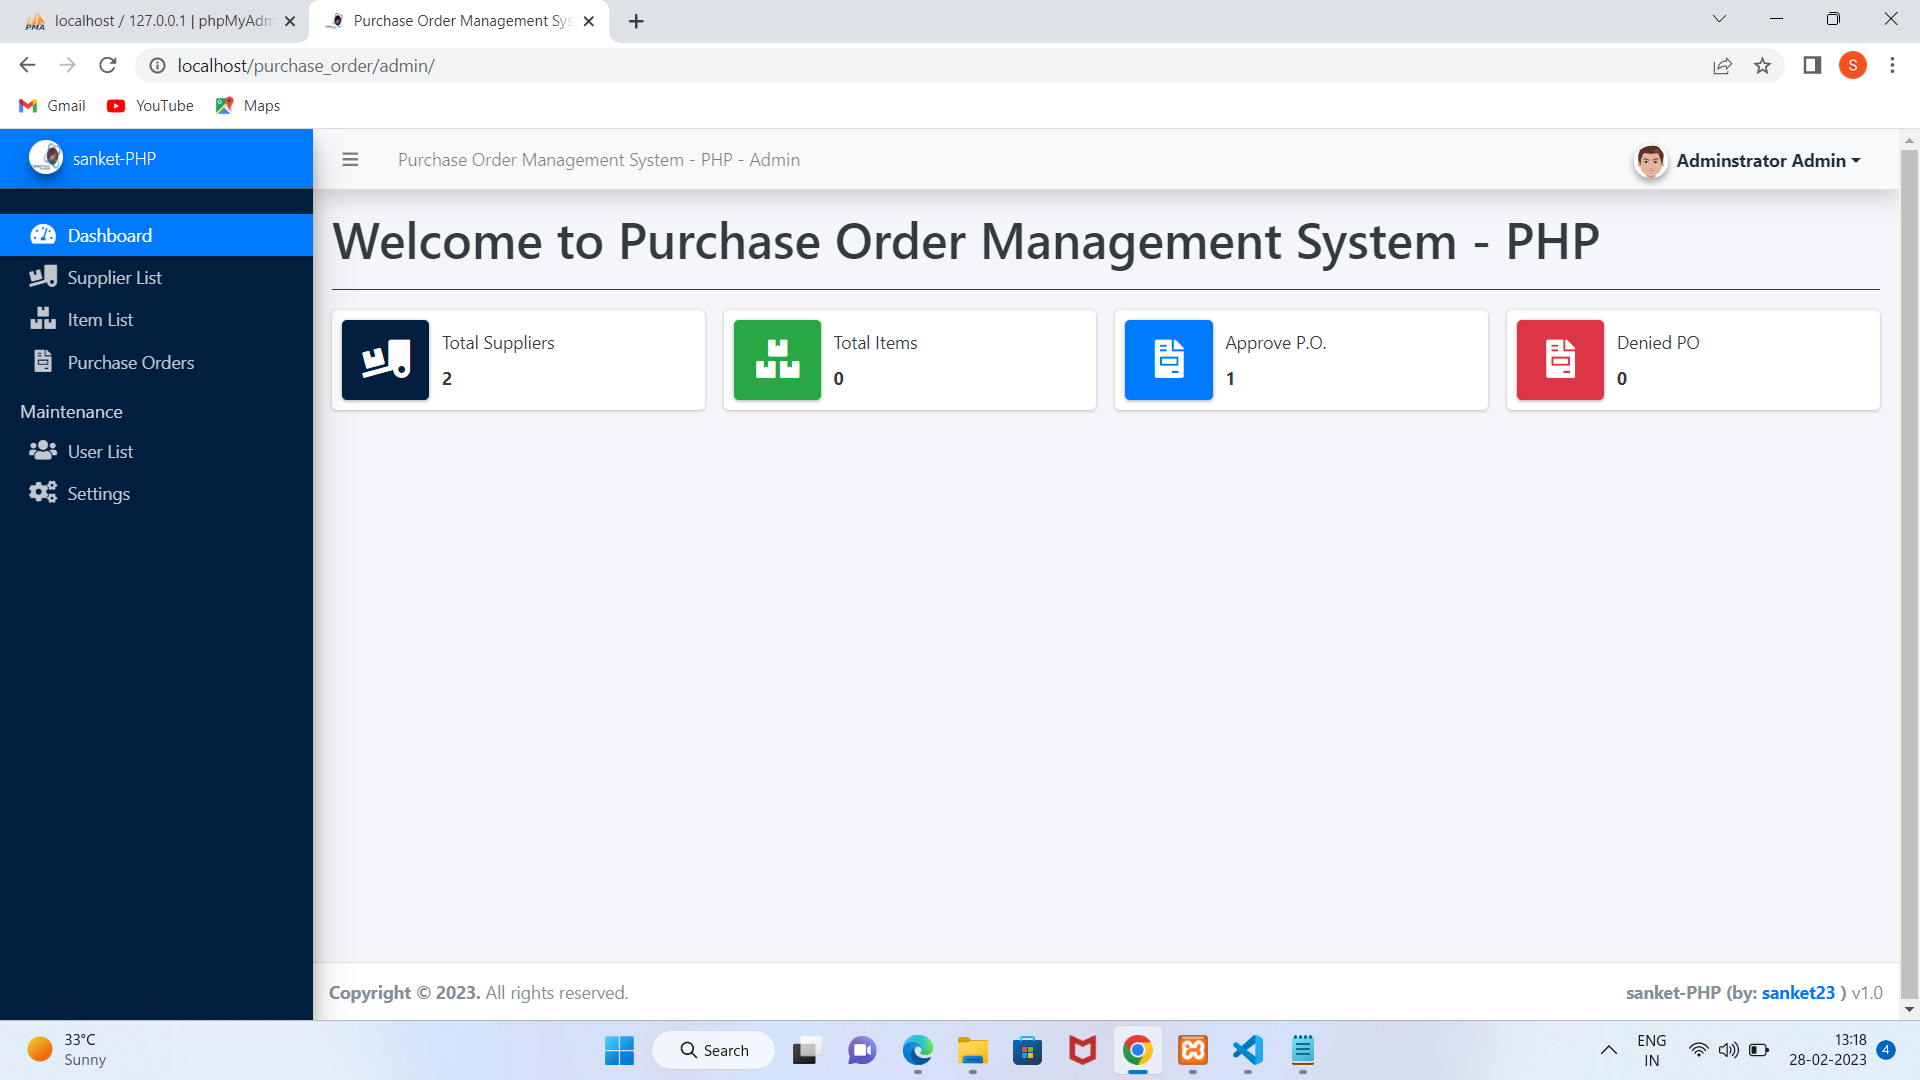 localhost / 127.0.0.1 | phpMyAdm
Purchase Order Management Sys
localhost/purchase_order/admin/
S
Gmail
YouTube
Maps
sanket-PHP
Purchase Order Management System - PHP - Admin
Adminstrator Admin
Dashboard
Supplier List
Item List
Purchase Orders
Maintenance
User List
Settings
Welcome to Purchase Order Management System - PHP
Total Suppliers
2
Total Items
0
Approve P.O.
1
Denied PO
0
Copyright © 2023. All rights reserved.
sanket-PHP (by: sanket23 ) v1.0
33°C
Sunny
Search
ENG
IN
13:18
28-02-2023
4